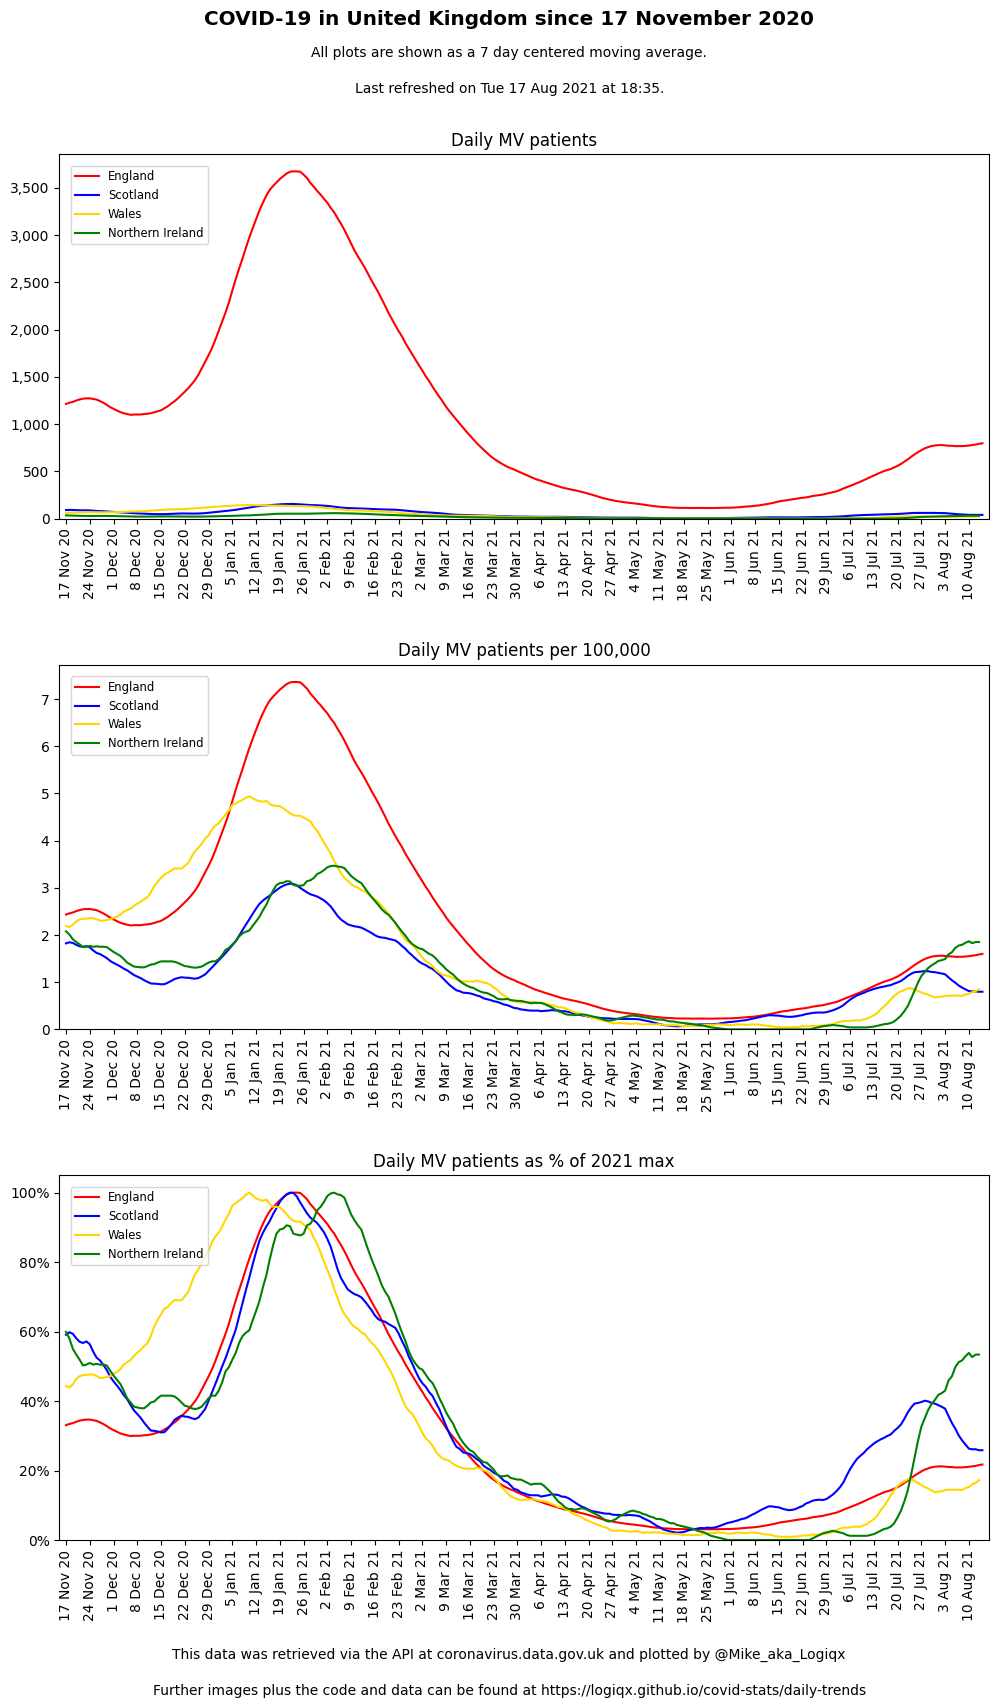 COVID-19 in United Kingdom since 17 November 2020
All plots are shown as a 7 day centered moving average.
Last refreshed on Tue 17 Aug 2021 at 18:35.
Daily MV patients
England
Scotland
Wales
Northern Ireland
3,500
3,000
2,500
2,000
1,500
1,000
500
0
17 Nov 20
24 Nov 20
1 Dec 20
8 Dec 20
15 Dec 20
22 Dec 20
29 Dec 20
5 Jan 21
12 Jan 21
19 Jan 21
26 Jan 21
2 Feb 21
9 Feb 21
16 Feb 21
23 Feb 21
2 Mar 21
9 Mar 21
16 Mar 21
23 Mar 21
30 Mar 21
6 Apr 21
13 Apr 21
20 Apr 21
27 Apr 21
4 May 21
11 May 21
18 May 21
25 May 21
1 Jun 21
8 Jun 21
15 Jun 21
22 Jun 21
29 Jun 21
6 Jul 21
13 Jul 21
20 Jul 21
27 Jul 21
3 Aug 21
10 Aug 21
Daily MV patients per 100,000
England
Scotland
Wales
Northern Ireland
7
6
5
4
3
2
1
0
17 Nov 20
24 Nov 20
1 Dec 20
8 Dec 20
15 Dec 20
22 Dec 20
29 Dec 20
5 Jan 21
12 Jan 21
19 Jan 21
26 Jan 21
2 Feb 21
9 Feb 21
16 Feb 21
23 Feb 21
2 Mar 21
9 Mar 21
16 Mar 21
23 Mar 21
30 Mar 21
6 Apr 21
13 Apr 21
20 Apr 21
27 Apr 21
4 May 21
11 May 21
18 May 21
25 May 21
1 Jun 21
8 Jun 21
15 Jun 21
22 Jun 21
29 Jun 21
6 Jul 21
13 Jul 21
20 Jul 21
27 Jul 21
3 Aug 21
10 Aug 21
Daily MV patients as % of 2021 max
England
Scotland
Wales
Northern Ireland
100%
80%
60%
40%
20%
0%
17 Nov 20
24 Nov 20
1 Dec 20
8 Dec 20
15 Dec 20
22 Dec 20
29 Dec 20
5 Jan 21
12 Jan 21
19 Jan 21
26 Jan 21
2 Feb 21
9 Feb 21
16 Feb 21
23 Feb 21
2 Mar 21
9 Mar 21
16 Mar 21
23 Mar 21
30 Mar 21
6 Apr 21
13 Apr 21
20 Apr 21
27 Apr 21
4 May 21
11 May 21
18 May 21
25 May 21
1 Jun 21
8 Jun 21
15 Jun 21
22 Jun 21
29 Jun 21
6 Jul 21
13 Jul 21
20 Jul 21
27 Jul 21
3 Aug 21
10 Aug 21
This data was retrieved via the API at coronavirus.data.gov.uk and plotted by @Mike_aka_Logiqx
Further images plus the code and data can be found at https://logiqx.github.io/covid-stats/daily-trends